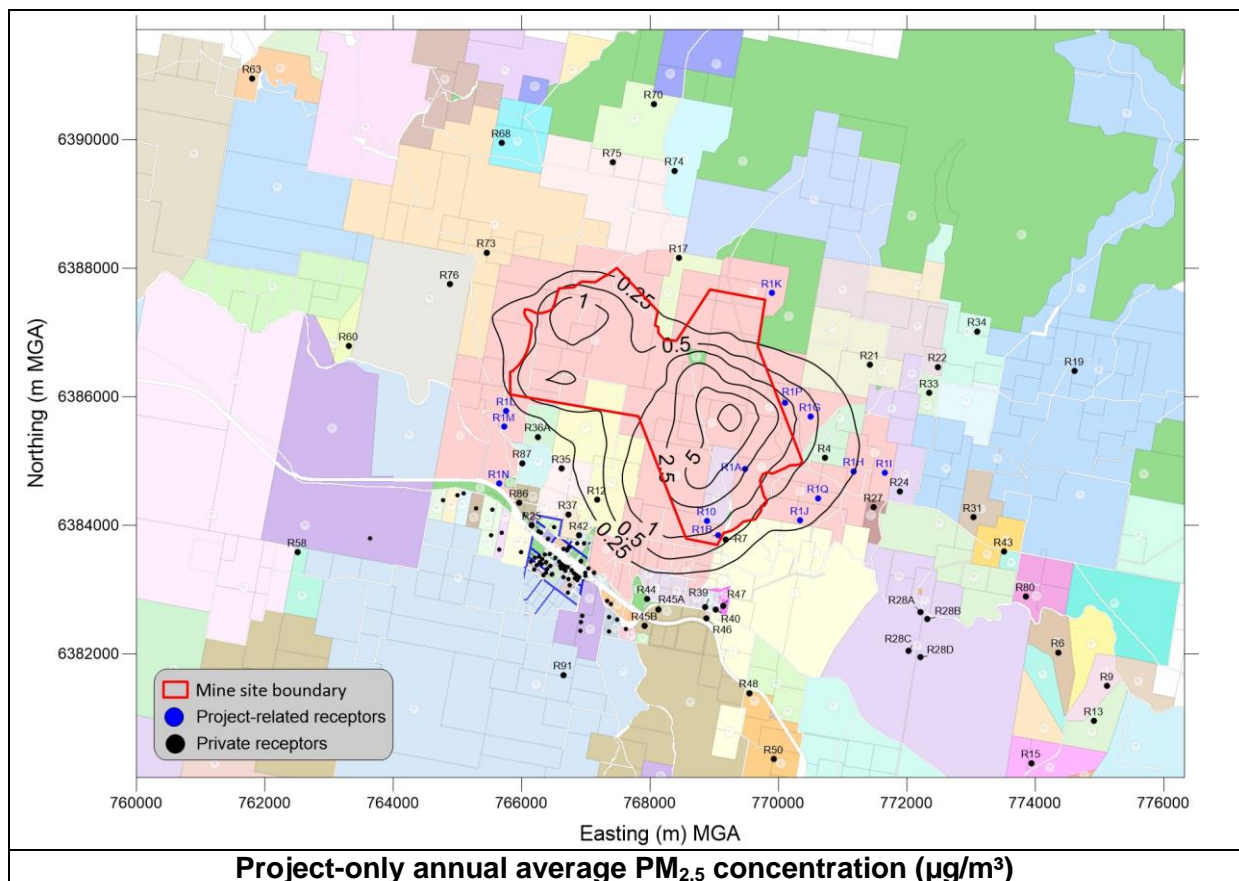 R63
R70
6390000
R68
R75
R74
R73
R17
6388000
R76
0.25
1
R1K
R34
0.5
R60
R21
R22
R19
R33
Northing (m MGA)
6386000
R1P
R1G
R1L
R1M
R36A
R4
2.5
5
R87
R35
R1A
R1H
R1I
R1N
R24
R86
R12
R1Q
R27
R37
R10
R1J
R31
6384000
R25
R42
1
0.5
0.25
R1B
R7
R58
R43
R44
R45A
R39
R47
R80
R40
R28A
R28B
R45B
R46
6382000
R28C
R28D
R6
R91
R9
R48
R13
R50
R15
Mine site boundary
Project-related receptors
Private receptors
760000 762000 764000 766000 768000 770000 772000 774000 776000
Easting (m) MGA
Project-only annual average PM2.5 concentration (µg/m³)